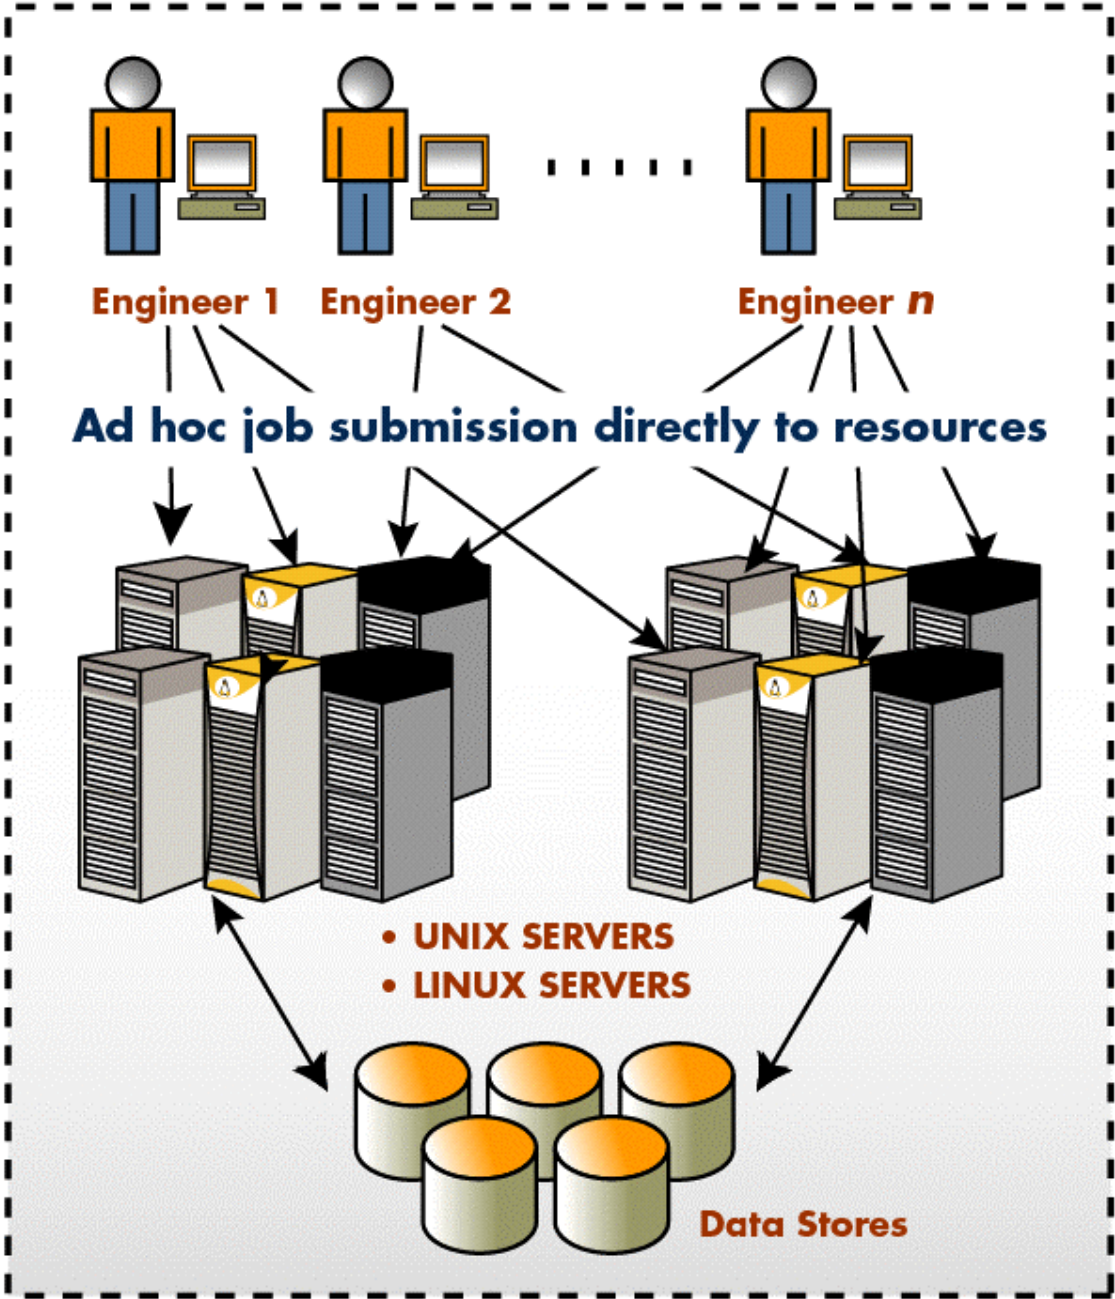 Engineer 1
Engineer 2
Engineer n
Ad hoc job submission directly to resources
• UNIX SERVERS
• LINUX SERVERS
Data Stores